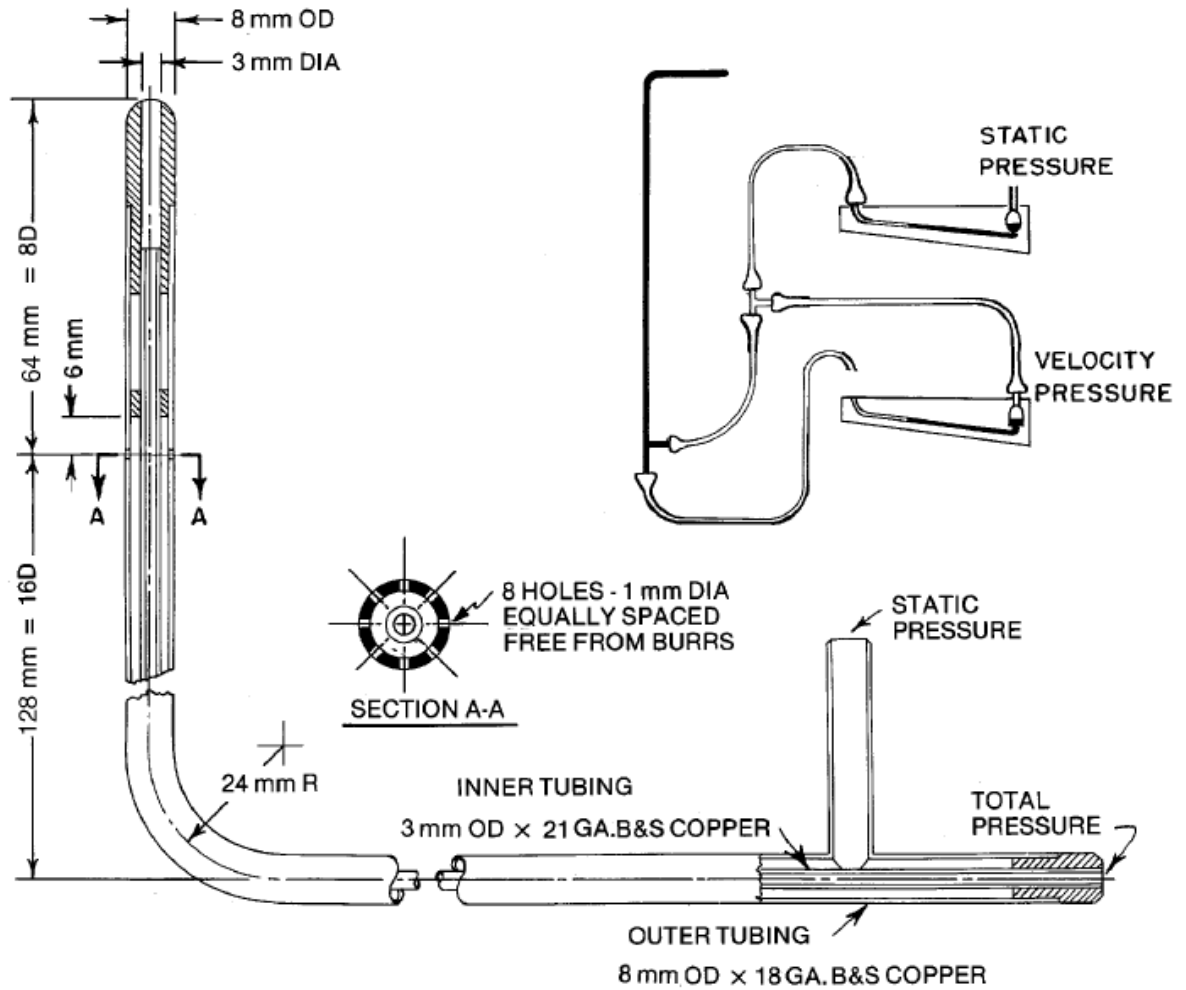 8 mm OD
3 mm DIA
STATIC
PRESSURE
64 mm = 8D
6 mm
VELOCITY
PRESSURE
A
A
128 mm = 16D
8 HOLES - 1 mm DIA
EQUALLY SPACED
FREE FROM BURRS
SECTION A-A
STATIC
PRESSURE
24 mm R
INNER TUBING
3 mm OD × 21 GA.B&S COPPER
TOTAL
PRESSURE
OUTER TUBING
8 mm OD × 18 GA. B&S COPPER